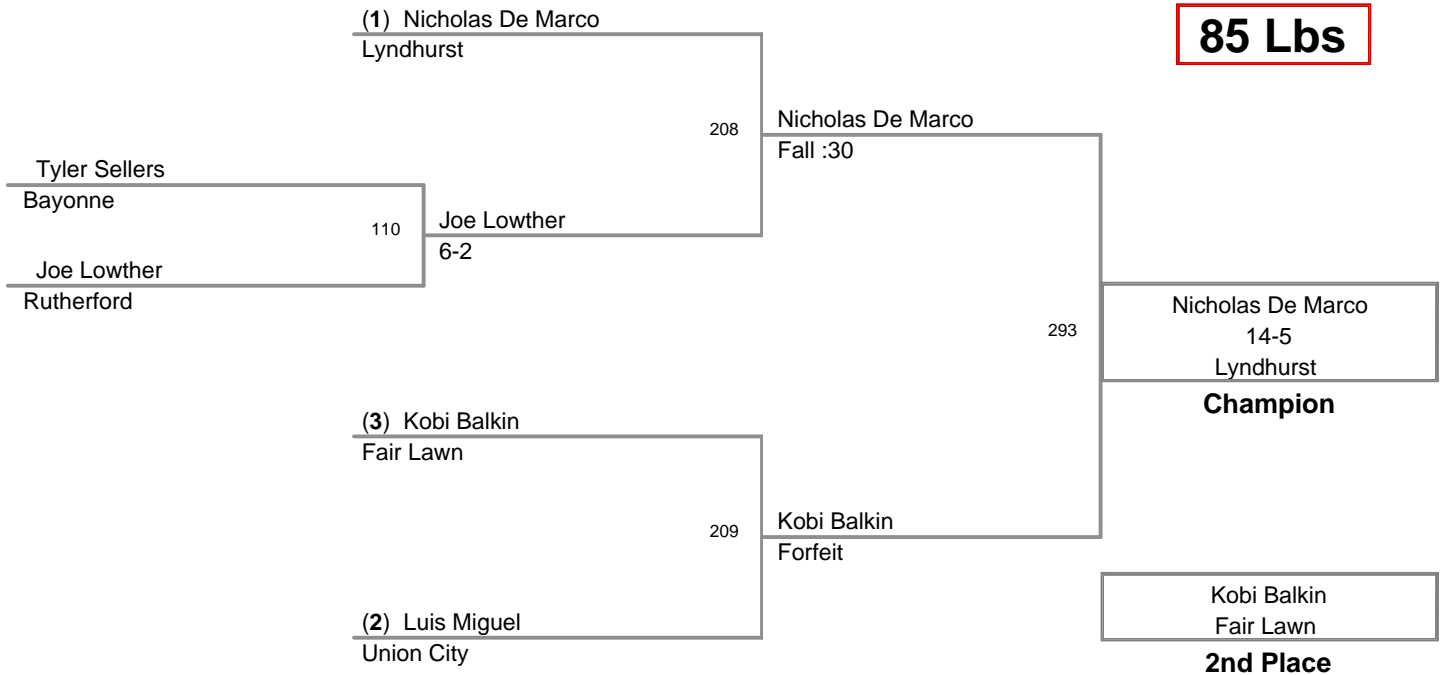 (1) Nicholas De Marco
Lyndhurst
85 Lbs
208
Nicholas De Marco
Fall :30
Tyler Sellers
Bayonne
110
Joe Lowther
6-2
Joe Lowther
Rutherford
293
Nicholas De Marco
14-5
Lyndhurst
Champion
(3) Kobi Balkin
Fair Lawn
209
Kobi Balkin
Forfeit
(2) Luis Miguel
Union City
Kobi Balkin
Fair Lawn
2nd Place